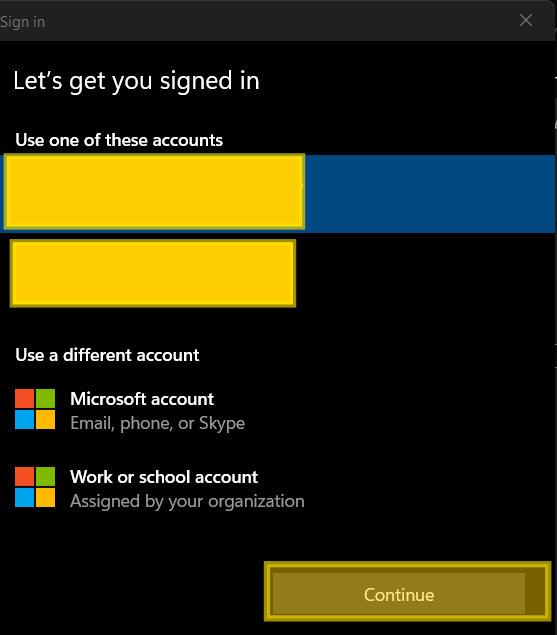 Sign in
Let's get you signed in
Use one of these accounts
Use a different account
Microsoft account
Email, phone, or Skype
Work or school account
Assigned by your organization
Continue